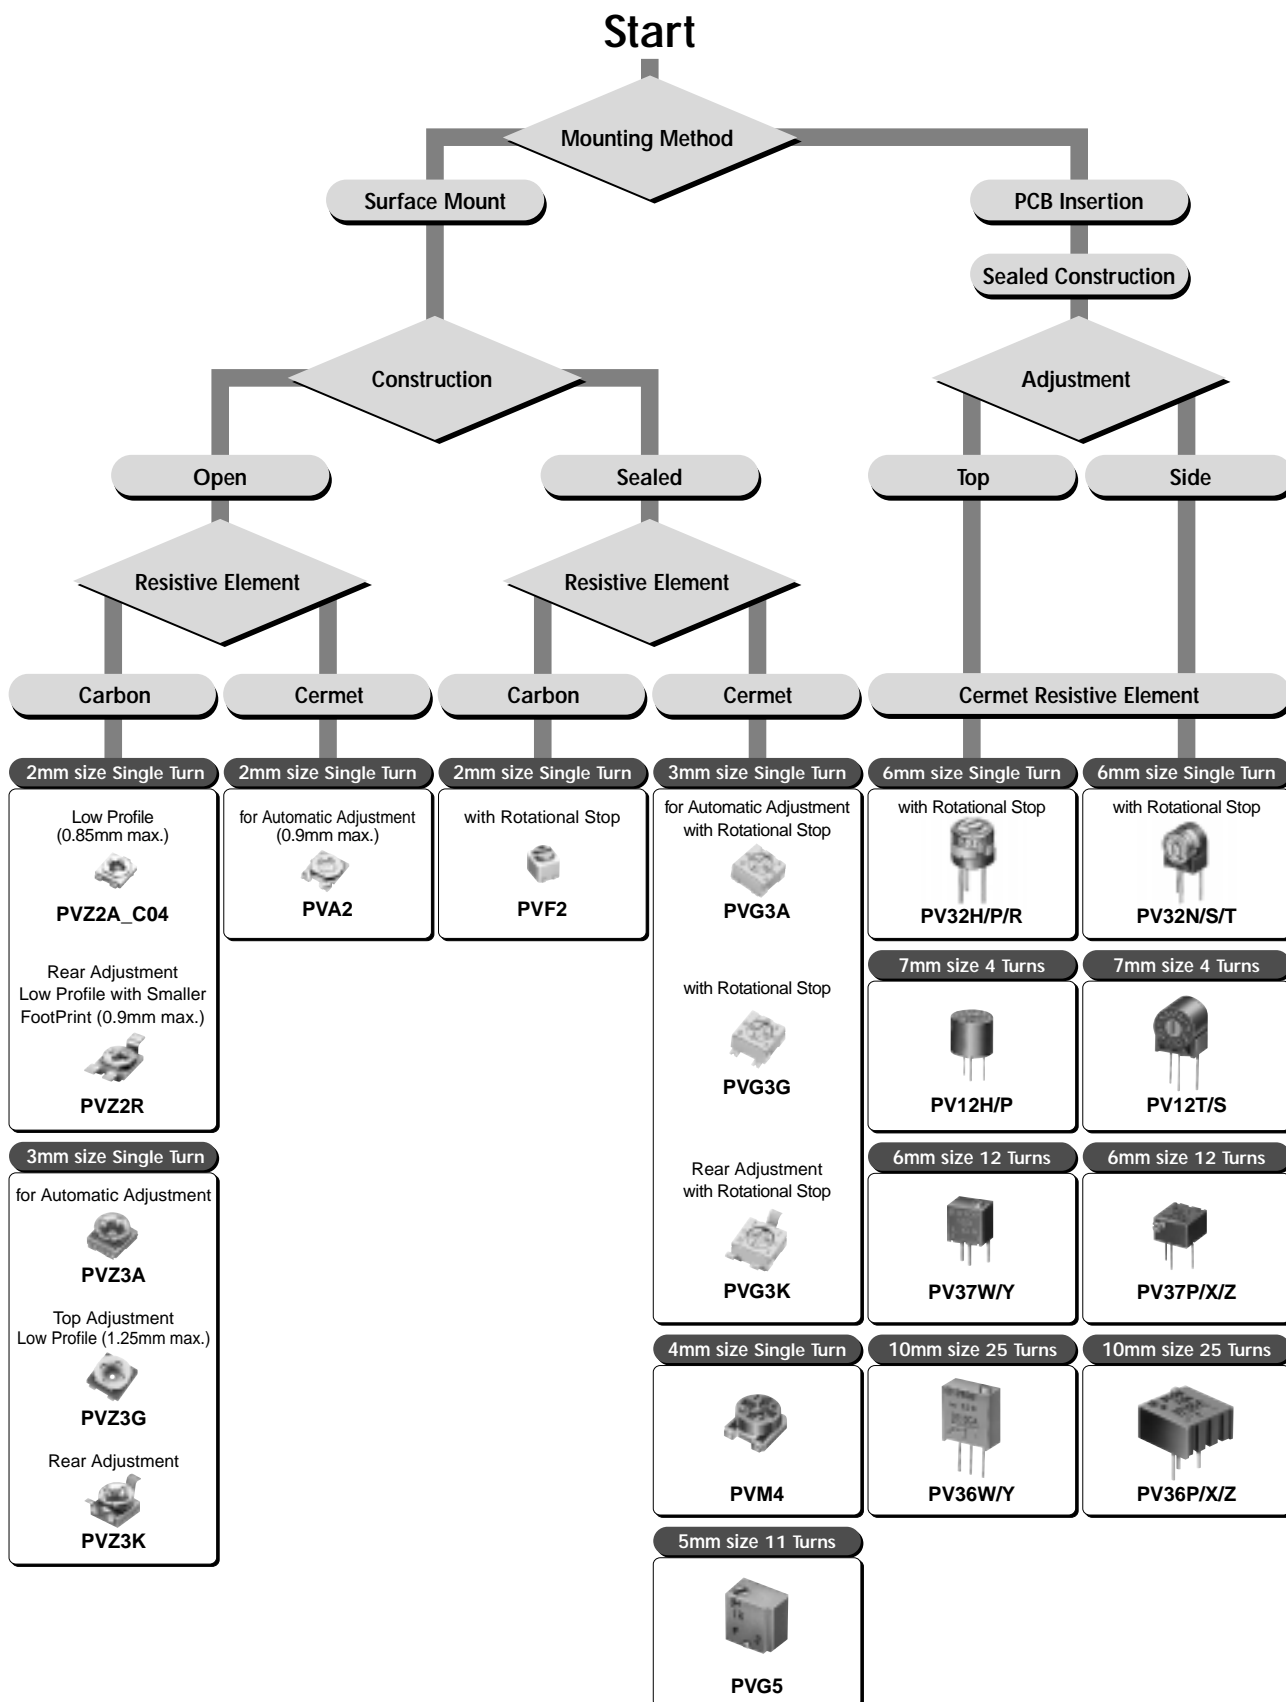 Start
Mounting Method
Surface Mount
PCB Insertion
Sealed Construction
Construction
Adjustment
Open
Sealed
Top
Side
Resistive Element
Resistive Element
Carbon
Cermet
Carbon
Cermet
Cermet Resistive Element
2mm size Single Turn
Low Profile
(0.85mm max.)
PVZ2A_C04
Rear Adjustment
Low Profile with Smaller
FootPrint (0.9mm max.)
PVZ2R
3mm size Single Turn
for Automatic Adjustment
PVZ3A
Top Adjustment
Low Profile (1.25mm max.)
PVZ3G
Rear Adjustment
PVZ3K
2mm size Single Turn
for Automatic Adjustment
(0.9mm max.)
PVA2
2mm size Single Turn
with Rotational Stop
PVF2
3mm size Single Turn
for Automatic Adjustment
with Rotational Stop
PVG3A
with Rotational Stop
PVG3G
Rear Adjustment
with Rotational Stop
PVG3K
4mm size Single Turn
PVM4
5mm size 11 Turns
PVG5
6mm size Single Turn
with Rotational Stop
PV32H/P/R
7mm size 4 Turns
PV12H/P
6mm size 12 Turns
PV37W/Y
10mm size 25 Turns
PV36W/Y
6mm size Single Turn
with Rotational Stop
PV32N/S/T
7mm size 4 Turns
PV12T/S
6mm size 12 Turns
PV37P/X/Z
10mm size 25 Turns
PV36P/X/Z